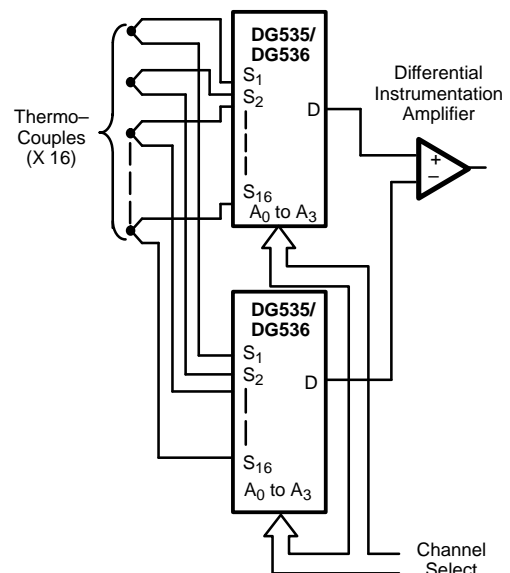 DG535/
DG536
S1
S2
S16
D
A0 to A3
Thermo–
Couples
(X 16)
Differential
Instrumentation
Amplifier
+
–
DG535/
DG536
S1
S2
S16
D
A0 to A3
Channel
Select